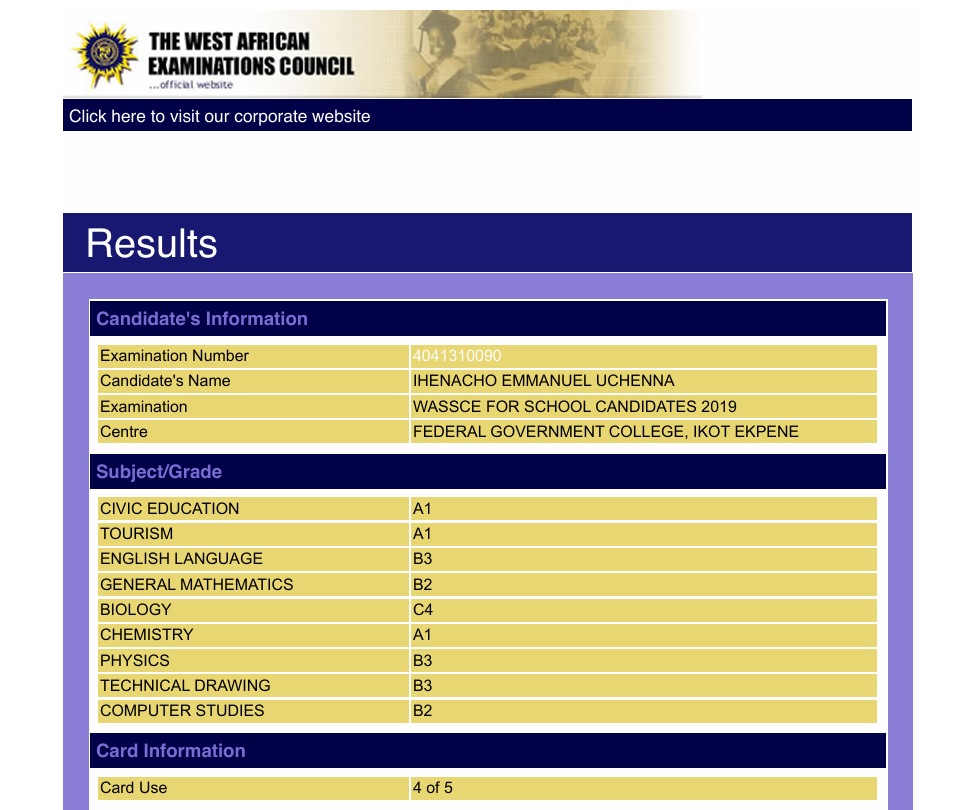 THE WEST AFRICAN
EXAMINATIONS COUNCIL
...official website
Click here to visit our corporate website
Results
Candidate's Information
Examination Number 4041310090
Candidate's Name IHENACHO EMMANUEL UCHENNA
Examination WASSCE FOR SCHOOL CANDIDATES 2019
Centre FEDERAL GOVERNMENT COLLEGE, IKOT EKPENE
Subject/Grade
CIVIC EDUCATION A1
TOURISM A1
ENGLISH LANGUAGE B3
GENERAL MATHEMATICS B2
BIOLOGY C4
CHEMISTRY A1
PHYSICS B3
TECHNICAL DRAWING B3
COMPUTER STUDIES B2
Card Information
Card Use 4 of 5